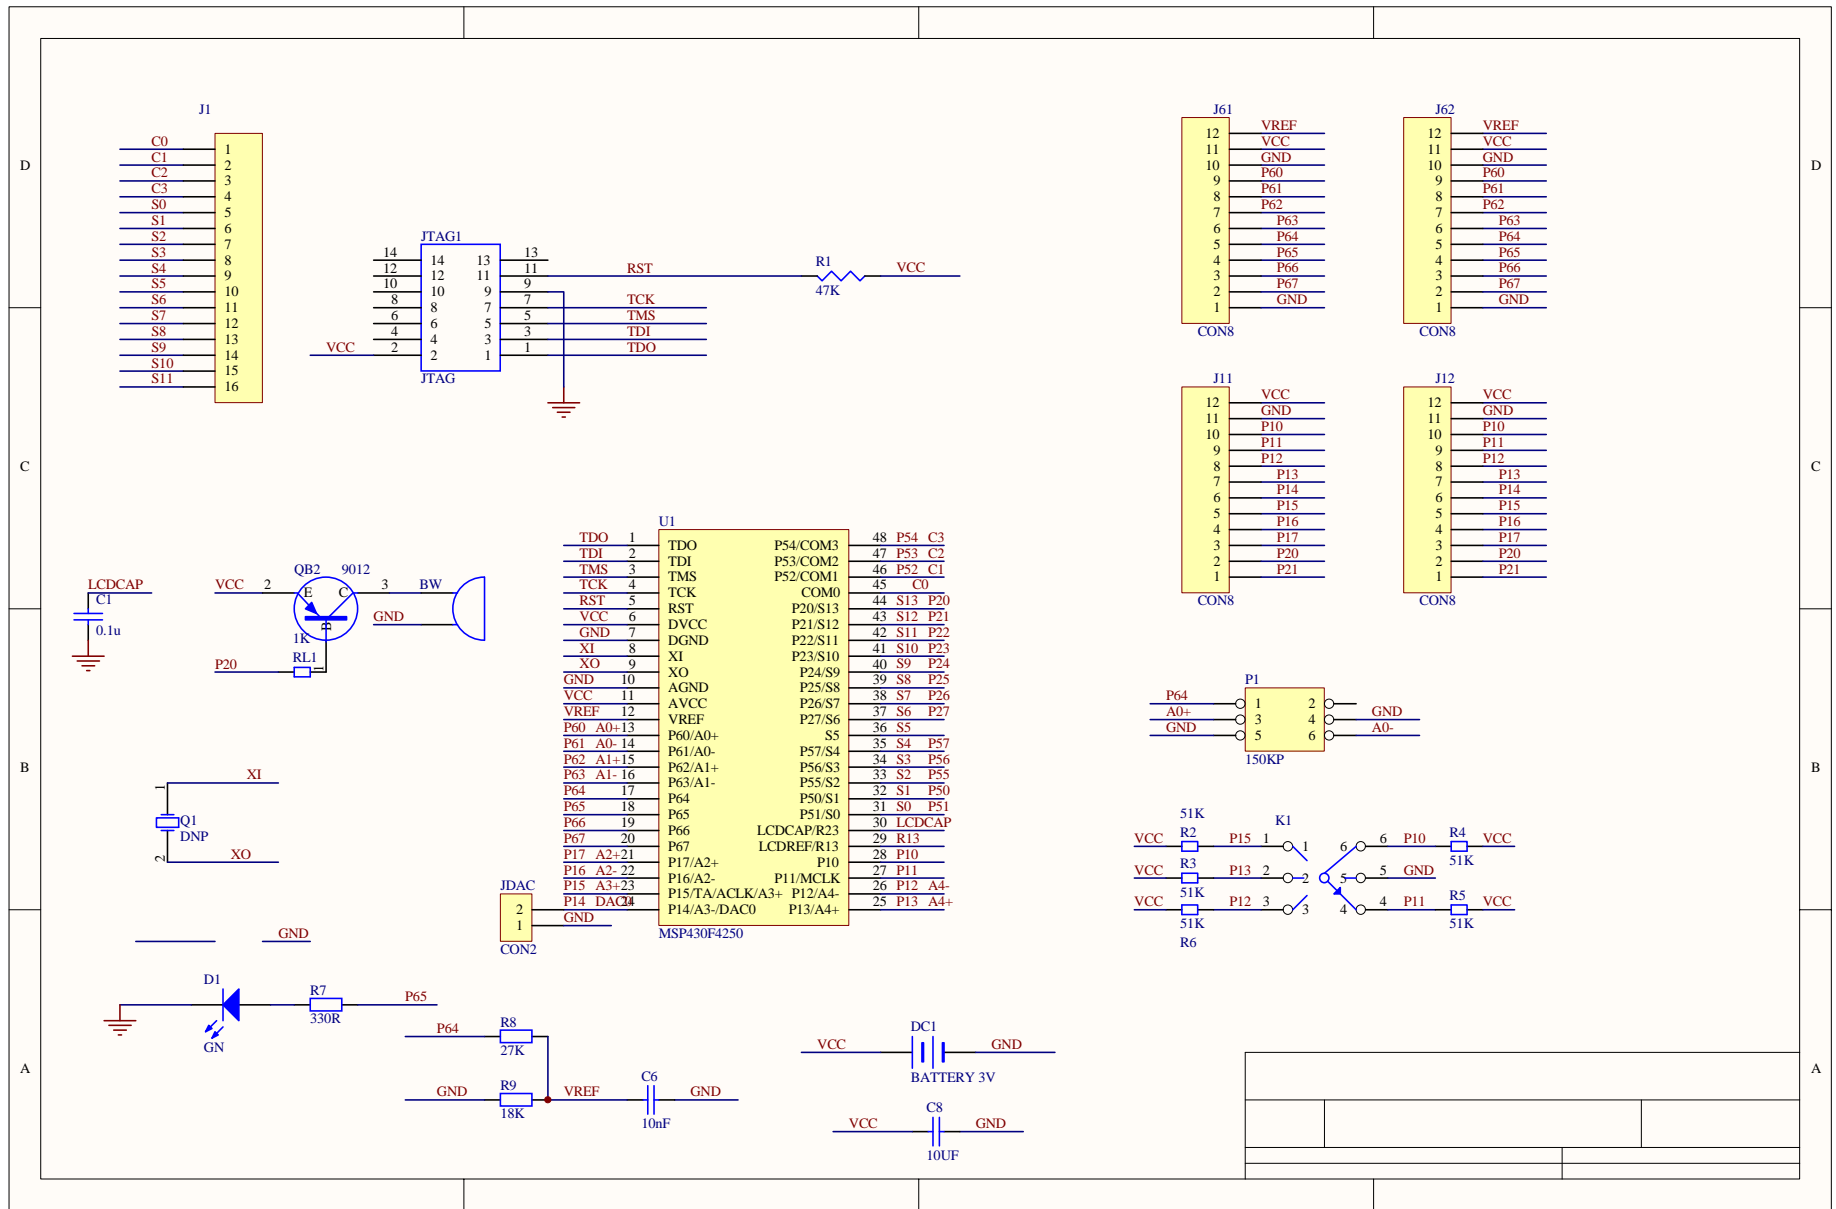 J1
C0 1
C1 2
C2 3
C3 4
S0 5
S1 6
S2 7
S3 8
S4 9
S5 10
S6 11
S7 12
S8 13
S9 14
S10 15
S11 16
JTAG1
14 14 13 13
12 12 11 11 RST
10 10 9 9
8 8 7 7 TCK
6 6 5 5 TMS
4 4 3 3 TDI
VCC 2 2 1 1 TDO
JTAG
R1
47K
VCC
J61
12 VREF
11 VCC
10 GND
9 P60
8 P61
7 P62
6 P63
5 P64
4 P65
3 P66
2 P67
1 GND
CON8
J62
12 VREF
11 VCC
10 GND
9 P60
8 P61
7 P62
6 P63
5 P64
4 P65
3 P66
2 P67
1 GND
CON8
J11
12 VCC
11 GND
10 P10
9 P11
8 P12
7 P13
6 P14
5 P15
4 P16
3 P17
2 P20
1 P21
CON8
J12
12 VCC
11 GND
10 P10
9 P11
8 P12
7 P13
6 P14
5 P15
4 P16
3 P17
2 P20
1 P21
CON8
D
D
C
C
B
B
A
A
LCDCAP
C1
0.1u
QB2 9012
VCC 2 E C 3 BW
B
GND
1K
RL1
P20
1
XI
1
Q1
DNP
2
XO
U1
TDO 1 TDO P54/COM3 48 P54 C3
TDI 2 TDI P53/COM2 47 P53 C2
TMS 3 TMS P52/COM1 46 P52 C1
TCK 4 TCK COM0 45 C0
RST 5 RST P20/S13 44 S13 P20
VCC 6 DVCC P21/S12 43 S12 P21
GND 7 DGND P22/S11 42 S11 P22
XI 8 XI P23/S10 41 S10 P23
XO 9 XO P24/S9 40 S9 P24
GND 10 AGND P25/S8 39 S8 P25
VCC 11 AVCC P26/S7 38 S7 P26
VREF 12 VREF P27/S6 37 S6 P27
P60 A0+ 13 P60/A0+ S5 36 S5
P61 A0- 14 P61/A0- P57/S4 35 S4 P57
P62 A1+ 15 P62/A1+ P56/S3 34 S3 P56
P63 A1- 16 P63/A1- P55/S2 33 S2 P55
P64 17 P64 P50/S1 32 S1 P50
P65 18 P65 P51/S0 31 S0 P51
P66 19 P66 LCDCAP/R23 30 LCDCAP
P67 20 P67 LCDREF/R13 29 R13
P17 A2+ 21 P17/A2+ P10 28 P10
P16 A2- 22 P16/A2- P11/MCLK 27 P11
P15 A3+ 23 P15/TA/ACLK/A3+ P12/A4- 26 P12 A4-
P14 DAC0 24 P14/A3-/DAC0 P13/A4+ 25 P13 A4+
MSP430F4250
JDAC
2
1 GND
CON2
P1
P64 1 2
A0+ 3 4 GND
GND 5 6 A0-
150KP
51K
K1
VCC R2 P15 1 1 6 6 P10 R4 VCC
51K
VCC R3 P13 2 2 5 5 GND
51K
VCC P12 3 3 4 4 P11 R5 VCC
51K 51K
R6
GND
D1
GN
R7
330R
P65
P64 R8
27K
GND R9 VREF
18K
C6
10nF
GND
DC1
VCC GND
BATTERY 3V
C8
VCC GND
10UF